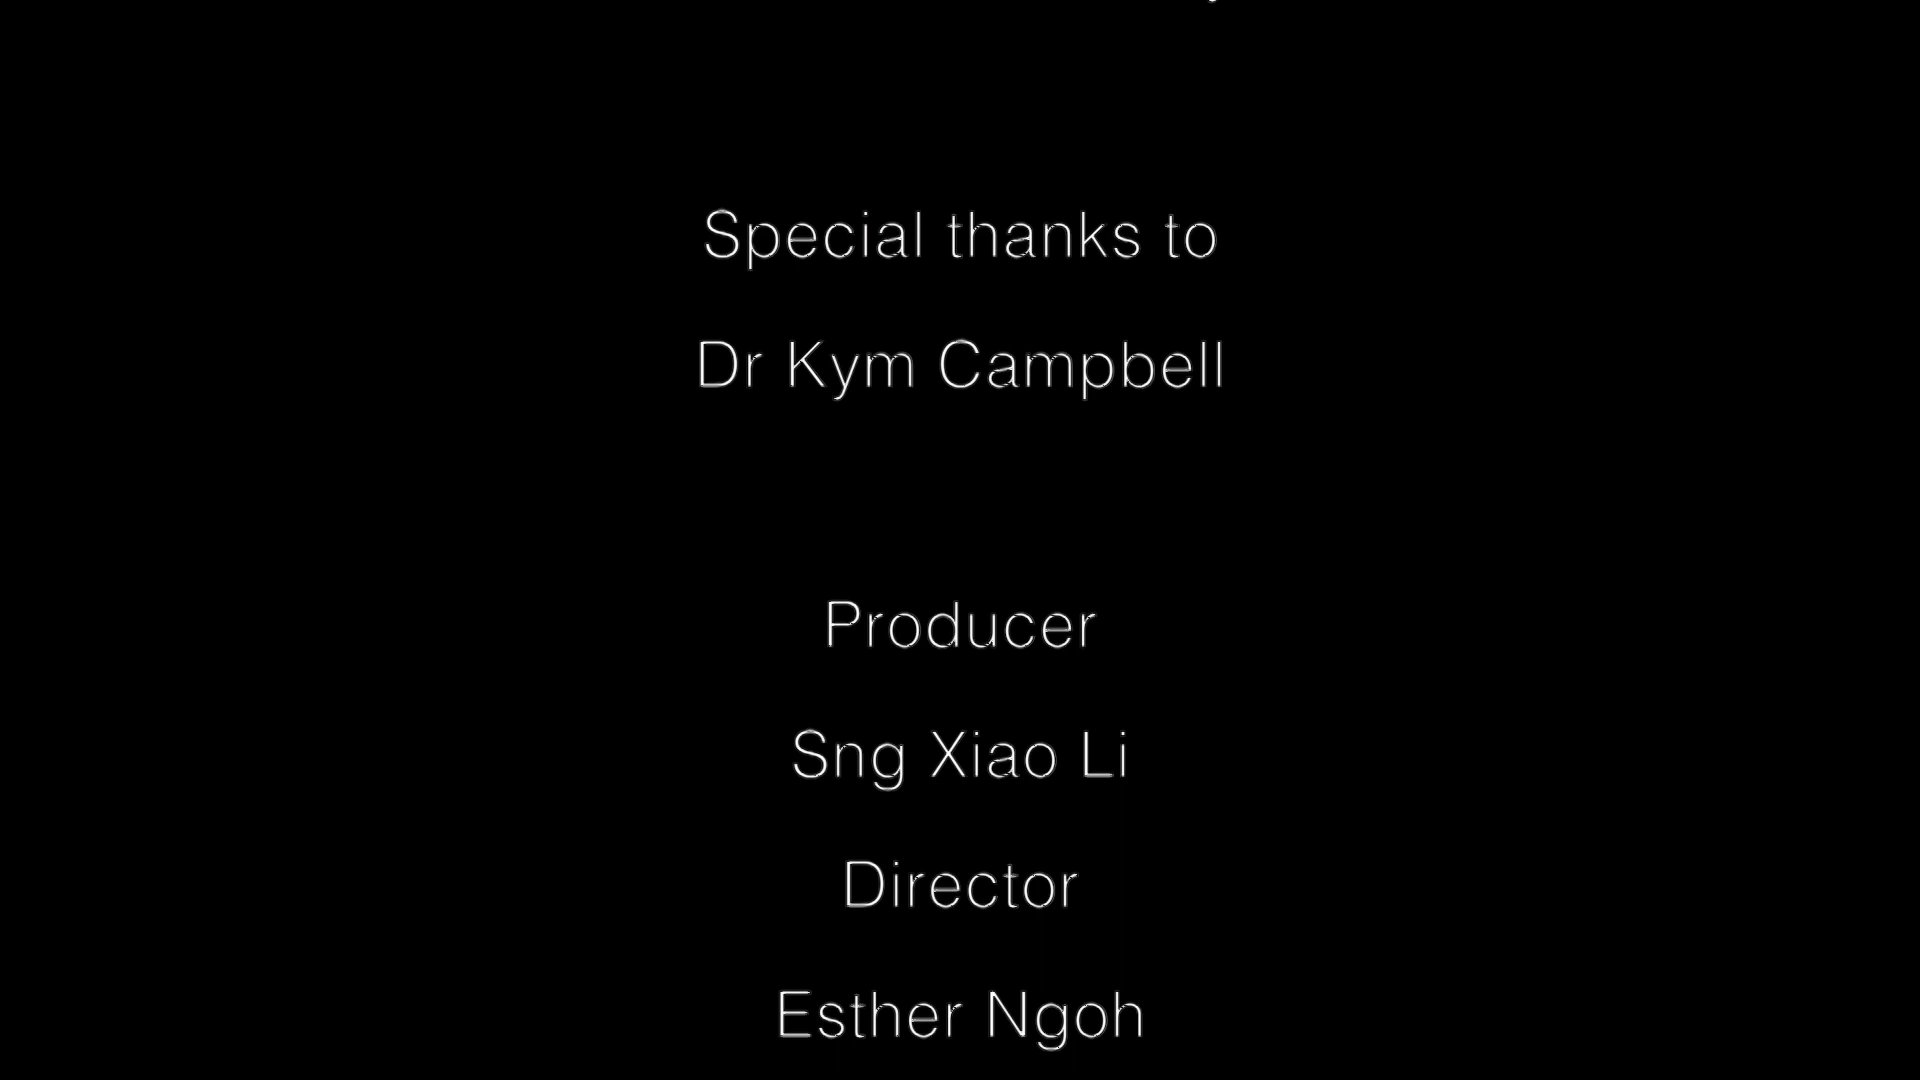 Special thanks to
Dr Kym Campbell
Producer
Sng Xiao Li
Director
Esther Ngoh